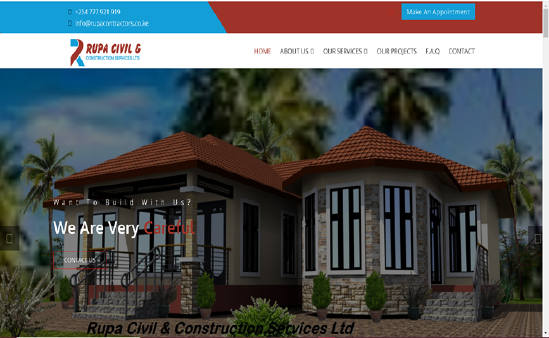 +254 777 921 919
info@rupacontractors.co.ke
Make An Appointment
RUPA CIVIL &
CONSTRUCTION SERVICES LTD
HOME ABOUT US OUR SERVICES OUR PROJECTS F.A.Q CONTACT
Want To Build With Us?
We Are Very Careful
CONTACT US
Rupa Civil & Construction Services Ltd